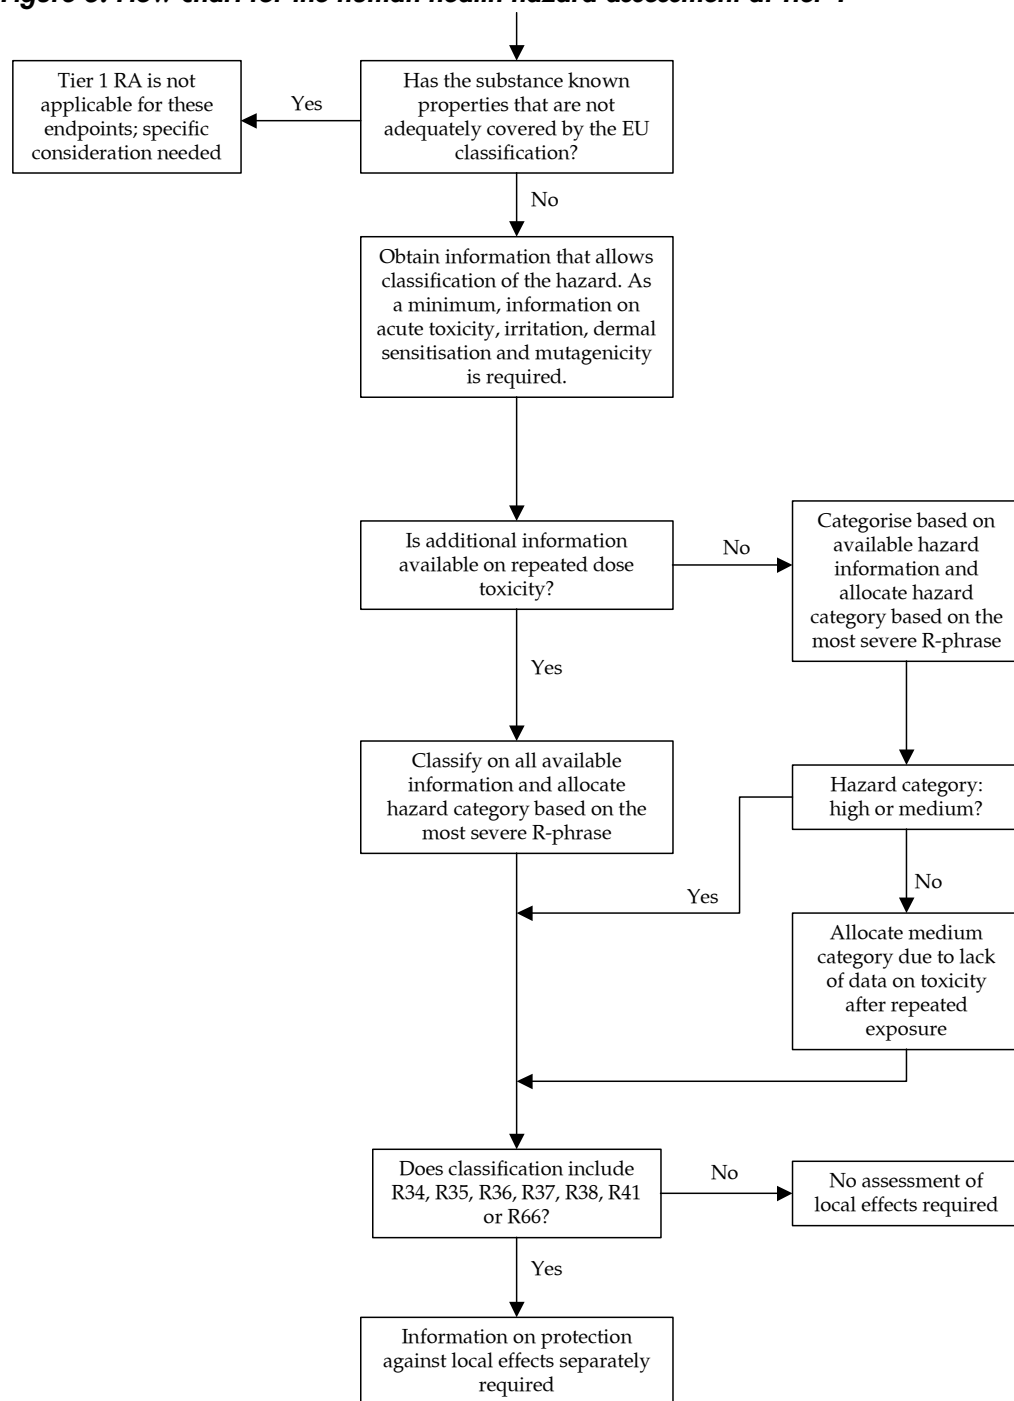 Figure 3: Flow chart for the human health hazard assessment at Tier 1
Has the substance known
properties that are not
adequately covered by the EU
classification?
Yes
Tier 1 RA is not
applicable for these
endpoints; specific
consideration needed
No
Obtain information that allows
classification of the hazard. As
a minimum, information on
acute toxicity, irritation, dermal
sensitisation and mutagenicity
is required.
Is additional information
available on repeated dose
toxicity?
No
Categorise based on
available hazard
information and
allocate hazard
category based on the
most severe R-phrase
Yes
Classify on all available
information and allocate
hazard category based on the
most severe R-phrase
Hazard category:
high or medium?
Yes
No
Allocate medium
category due to lack
of data on toxicity
after repeated
exposure
Does classification include
R34, R35, R36, R37, R38, R41
or R66?
No
No assessment of
local effects required
Yes
Information on protection
against local effects separately
required